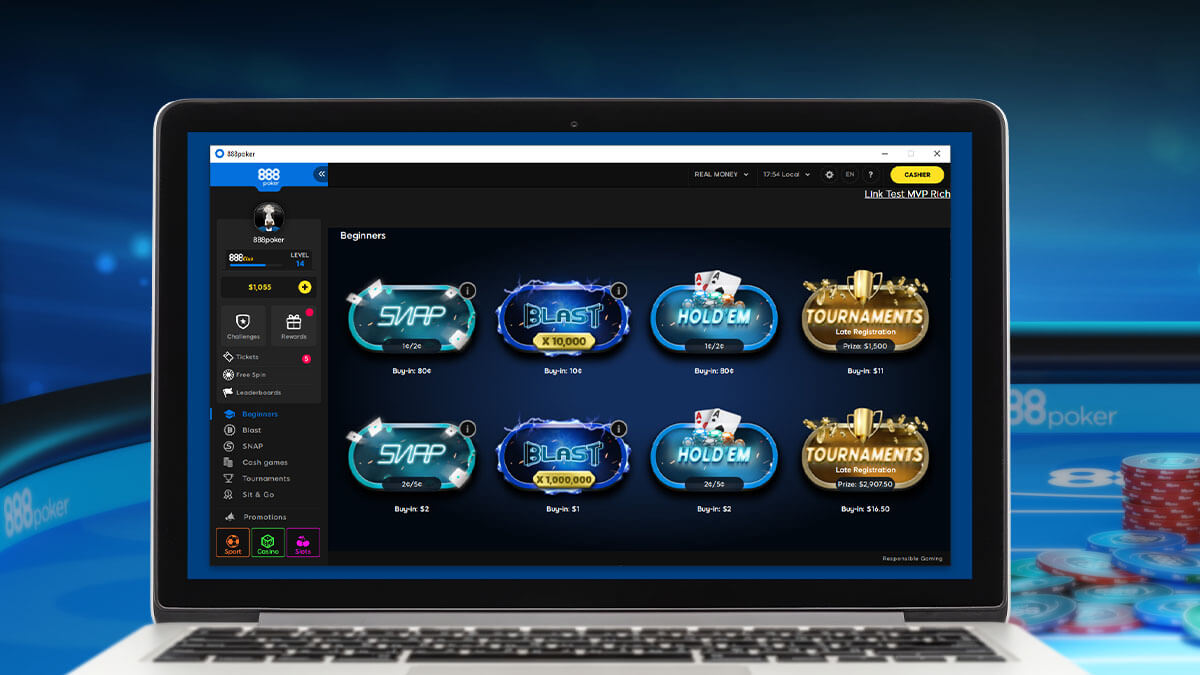 888poker
888
poker
REAL MONEY
17:54 Local
EN
?
CASHIER
Link Test MVP Rich
888poker
LEVEL
14
$1,055
Challenges
Rewards
Tickets
5
Free Spin
Leaderboards
Beginners
Blast
SNAP
Cash games
Tournaments
Sit & Go
Promotions
Sport
Casino
Slots
Beginners
SNAP
1¢/2¢
Buy-in: 80¢
BLAST
X 10,000
Buy-in: 10¢
HOLD'EM
1¢/2¢
Buy-in: 80¢
TOURNAMENTS
Late Registration
Prize: $1,500
Buy-in: $11
SNAP
2¢/5¢
Buy-in: $2
BLAST
X 1,000,000
Buy-in: $1
HOLD'EM
2¢/5¢
Buy-in: $2
TOURNAMENTS
Late Registration
Prize: $2,907.50
Buy-in: $16.50
Responsible Gaming
888poker
88poker